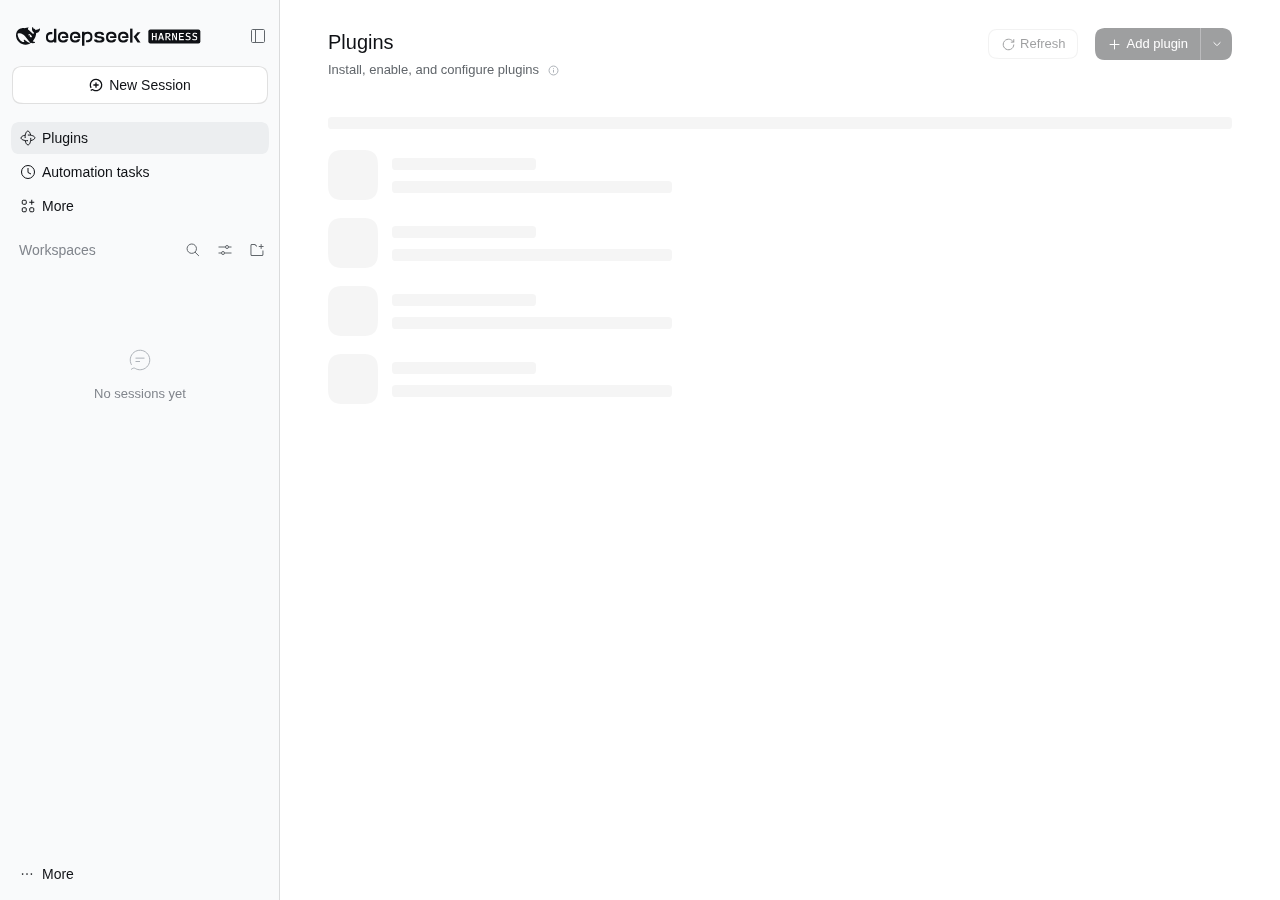 deepseek HARNESS
New Session
Plugins
Automation tasks
More
Workspaces
No sessions yet
More
Plugins
Install, enable, and configure plugins
Refresh
Add plugin